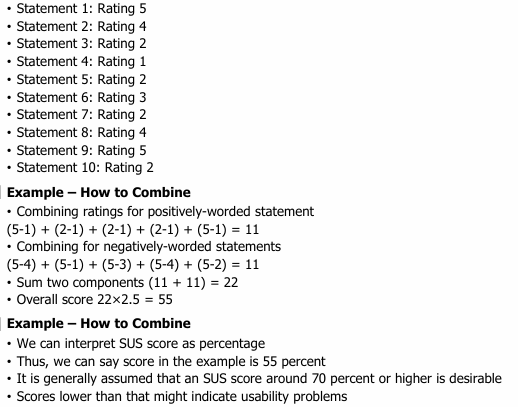 • Statement 1: Rating 5
• Statement 2: Rating 4
• Statement 3: Rating 2
• Statement 4: Rating 1
• Statement 5: Rating 2
• Statement 6: Rating 3
• Statement 7: Rating 2
• Statement 8: Rating 4
• Statement 9: Rating 5
• Statement 10: Rating 2
Example – How to Combine
• Combining ratings for positively-worded statement
(5-1) + (2-1) + (2-1) + (2-1) + (5-1) = 11
• Combining for negatively-worded statements
(5-4) + (5-1) + (5-3) + (5-4) + (5-2) = 11
• Sum two components (11 + 11) = 22
• Overall score 22×2.5 = 55
Example – How to Combine
• We can interpret SUS score as percentage
• Thus, we can say score in the example is 55 percent
• It is generally assumed that an SUS score around 70 percent or higher is desirable
• Scores lower than that might indicate usability problems